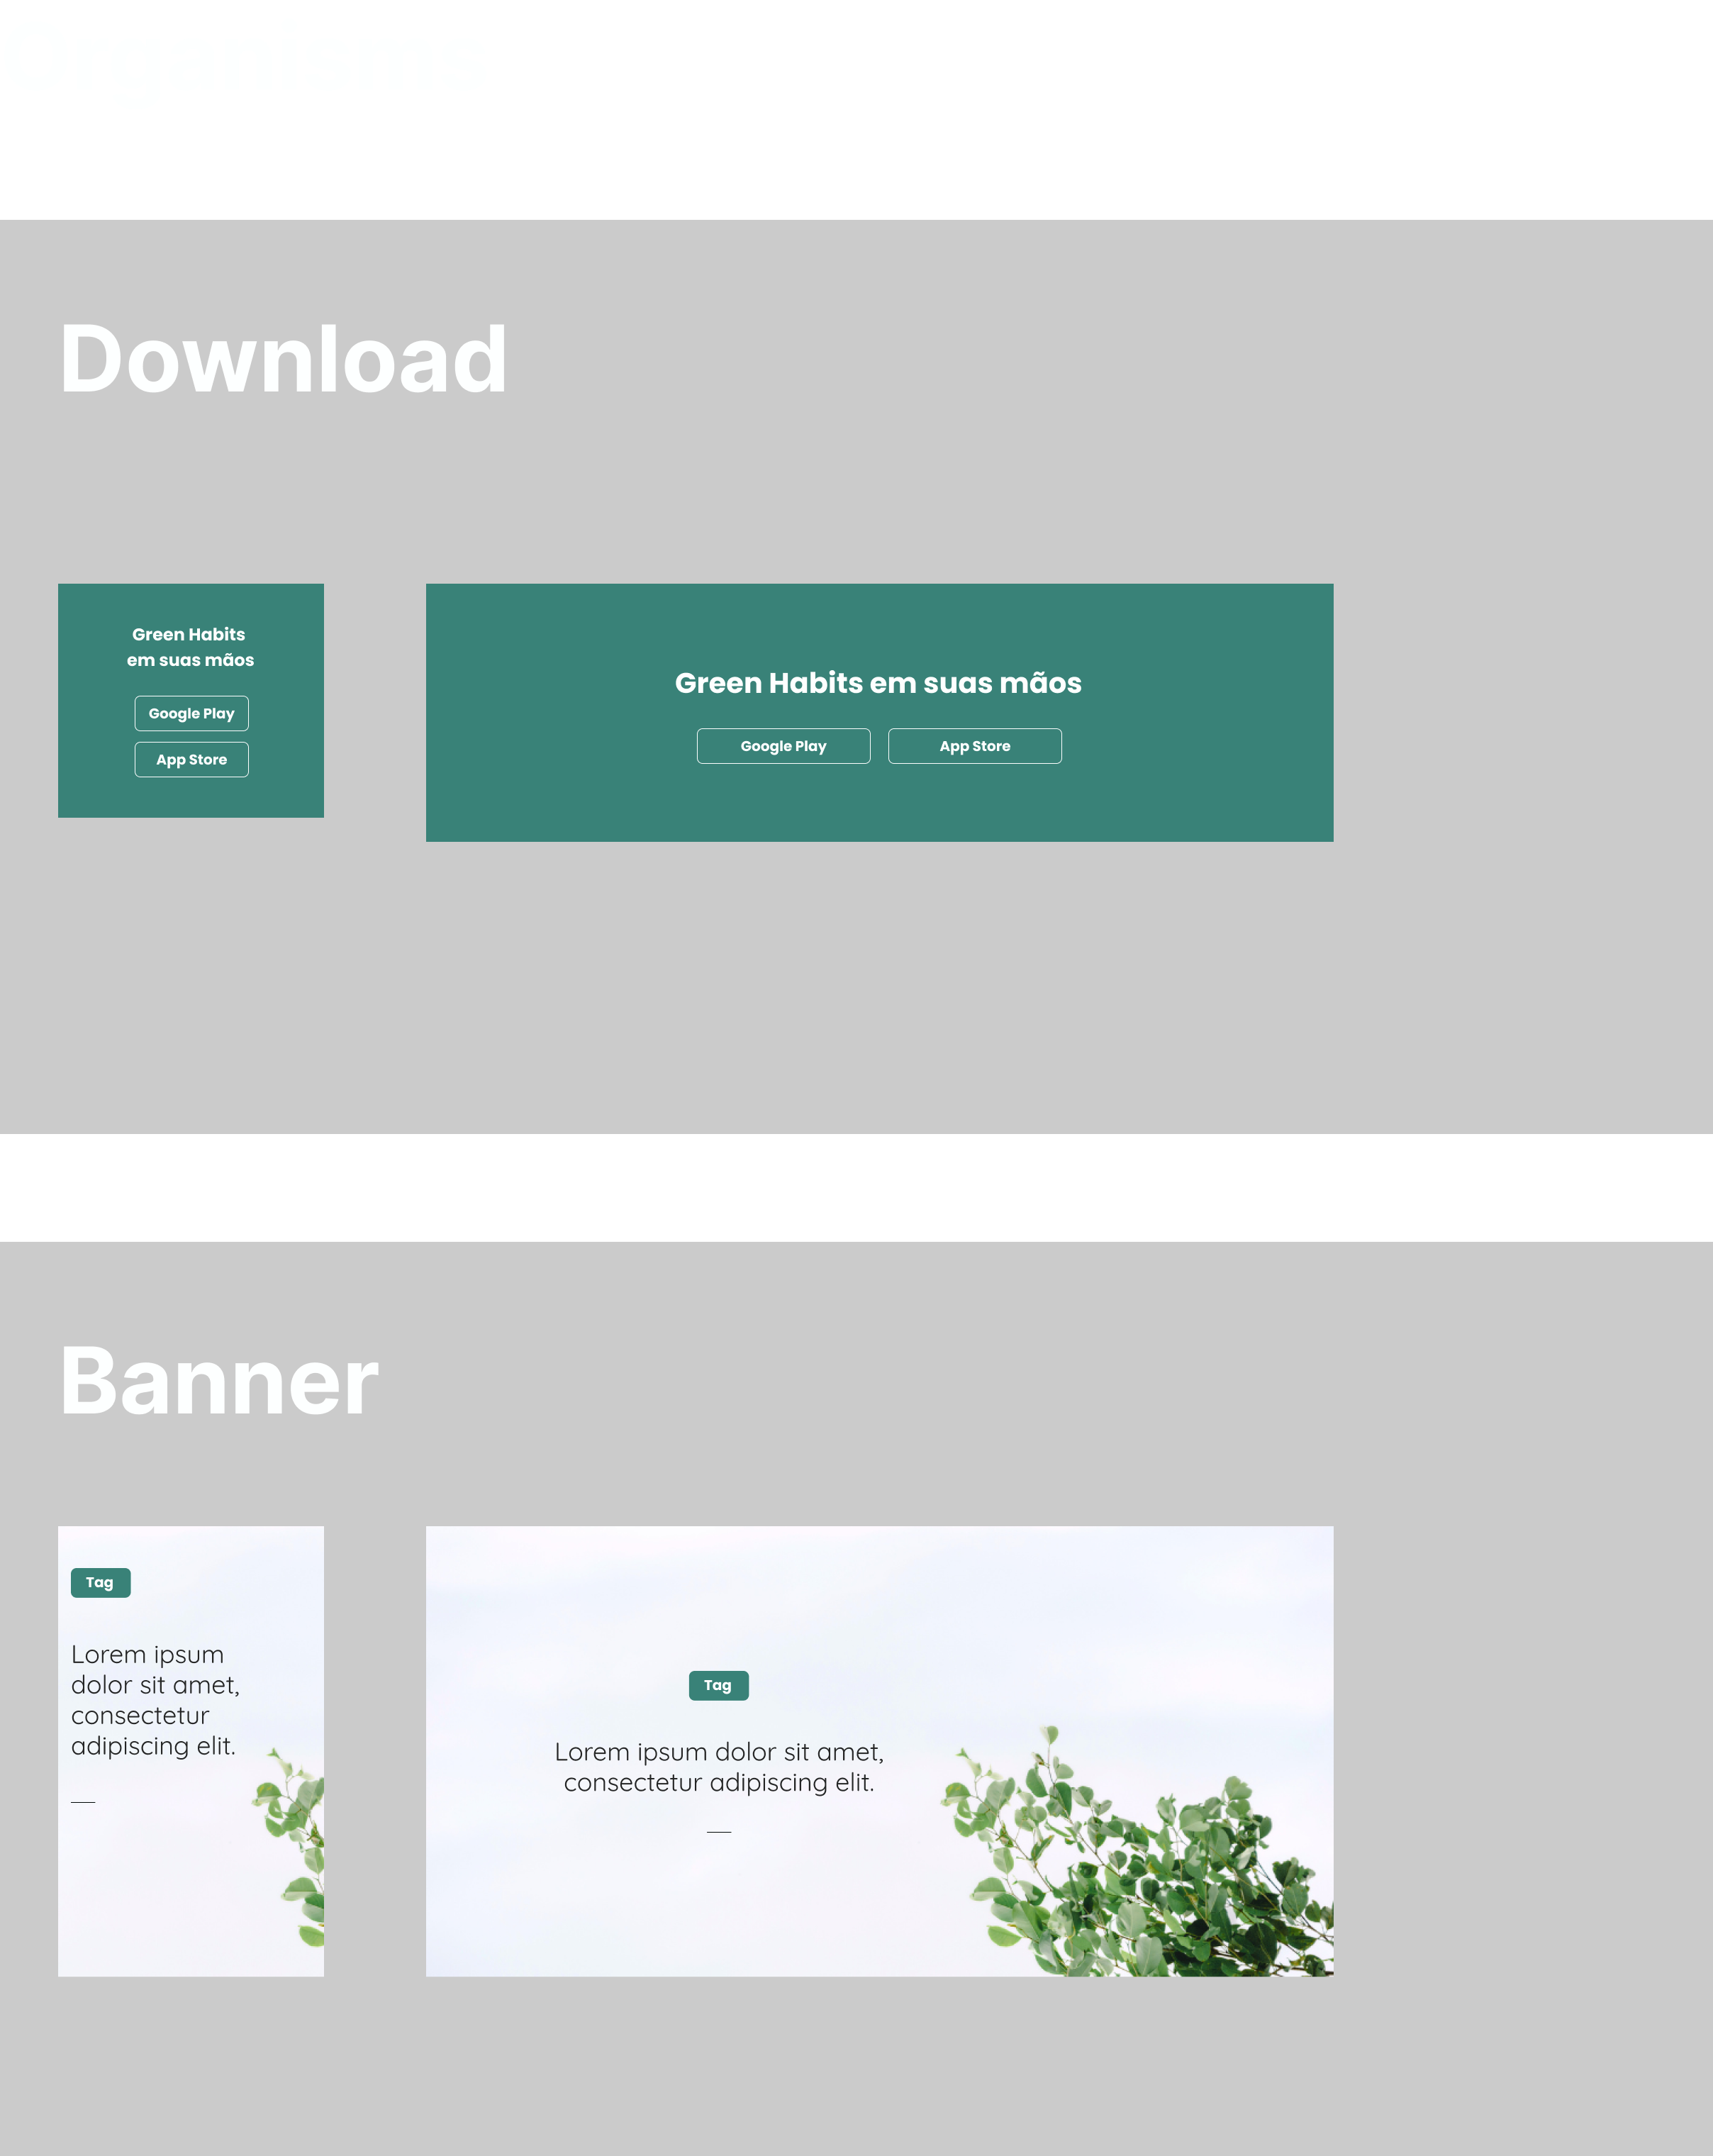 Organisms
Download
Green Habits
em suas mãos
Google Play
App Store
Green Habits em suas mãos
Google Play
App Store
Banner
Tag
Lorem ipsum
dolor sit amet,
consectetur
adipiscing elit.
Tag
Lorem ipsum dolor sit amet,
consectetur adipiscing elit.